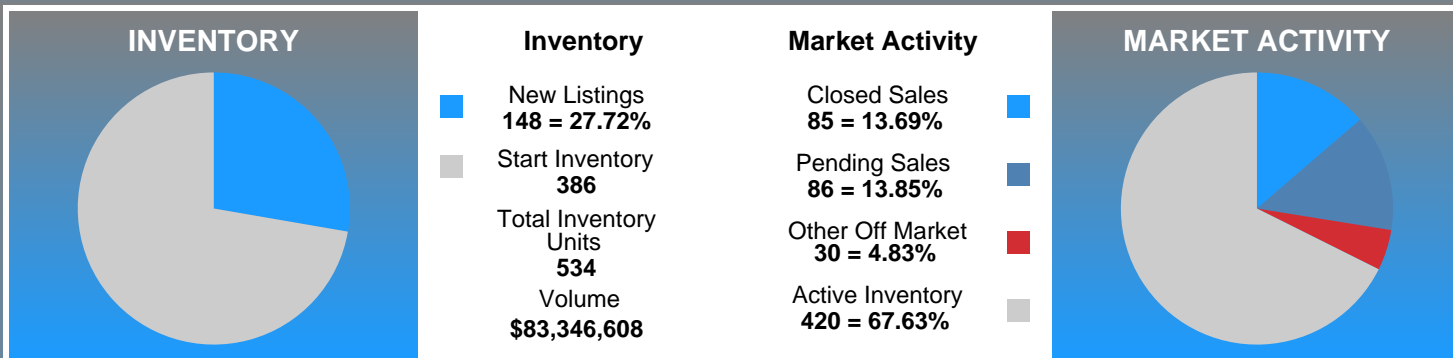 INVENTORY
Inventory
New Listings
148 = 27.72%
Start Inventory
386
Total Inventory
Units
534
Volume
$83,346,608
Market Activity
Closed Sales
85 = 13.69%
Pending Sales
86 = 13.85%
Other Off Market
30 = 4.83%
Active Inventory
420 = 67.63%
MARKET ACTIVITY